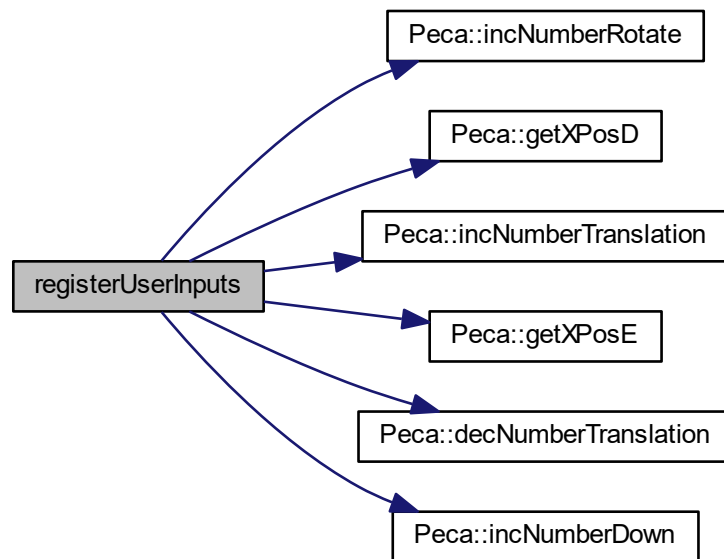 Peca::incNumberRotate
Peca::getXPosD
Peca::incNumberTranslation
registerUserInputs
Peca::getXPosE
Peca::decNumberTranslation
Peca::incNumberDown